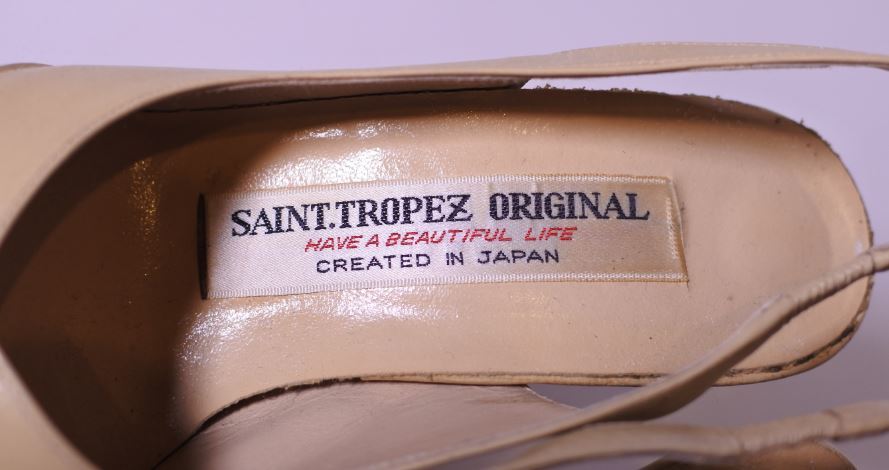 SAINT.TROPEZ ORIGINAL
HAVE A BEAUTIFUL LIFE
CREATED IN JAPAN